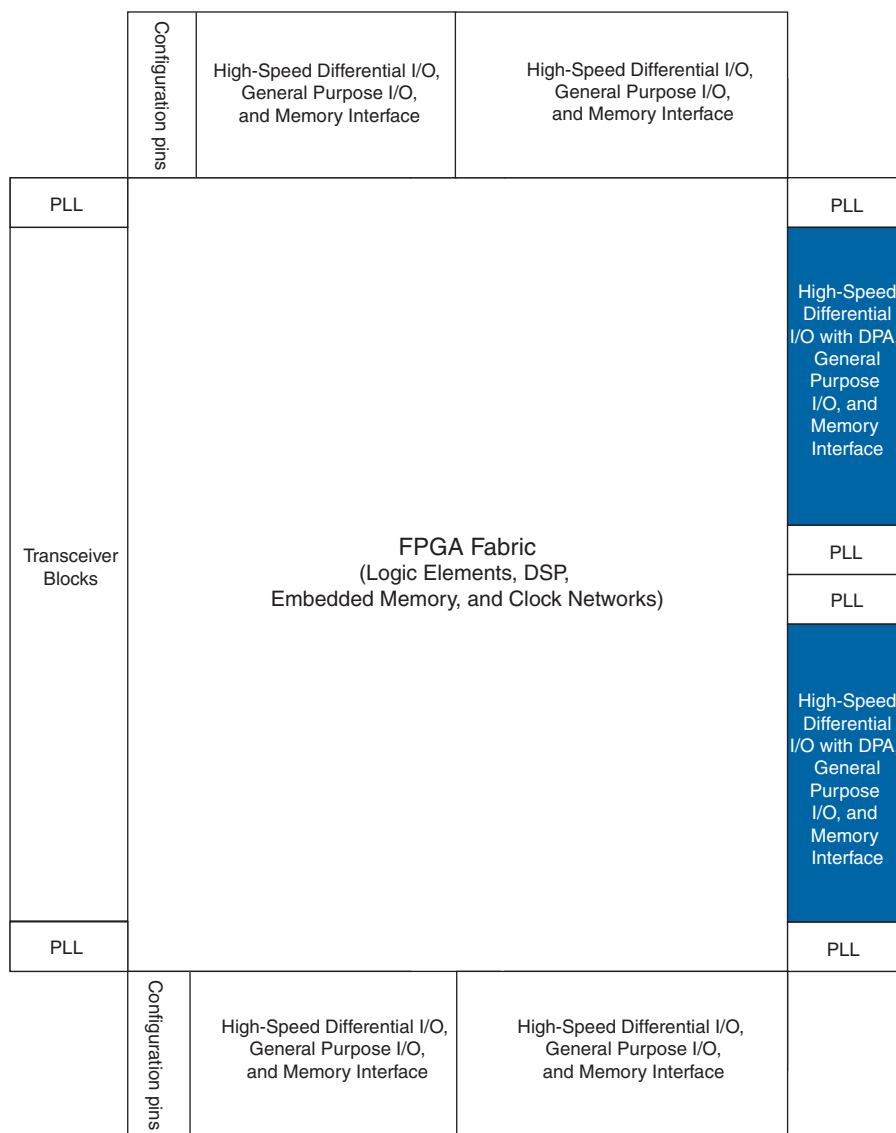 Configuration pins
High-Speed Differential I/O,
General Purpose I/O,
and Memory Interface
High-Speed Differential I/O,
General Purpose I/O,
and Memory Interface
PLL
PLL
High-Speed
Differential
I/O with DPA
General
Purpose
I/O, and
Memory
Interface
Transceiver
Blocks
FPGA Fabric
(Logic Elements, DSP,
Embedded Memory, and Clock Networks)
PLL
PLL
High-Speed
Differential
I/O with DPA
General
Purpose
I/O, and
Memory
Interface
PLL
PLL
Configuration pins
High-Speed Differential I/O,
General Purpose I/O,
and Memory Interface
High-Speed Differential I/O,
General Purpose I/O,
and Memory Interface